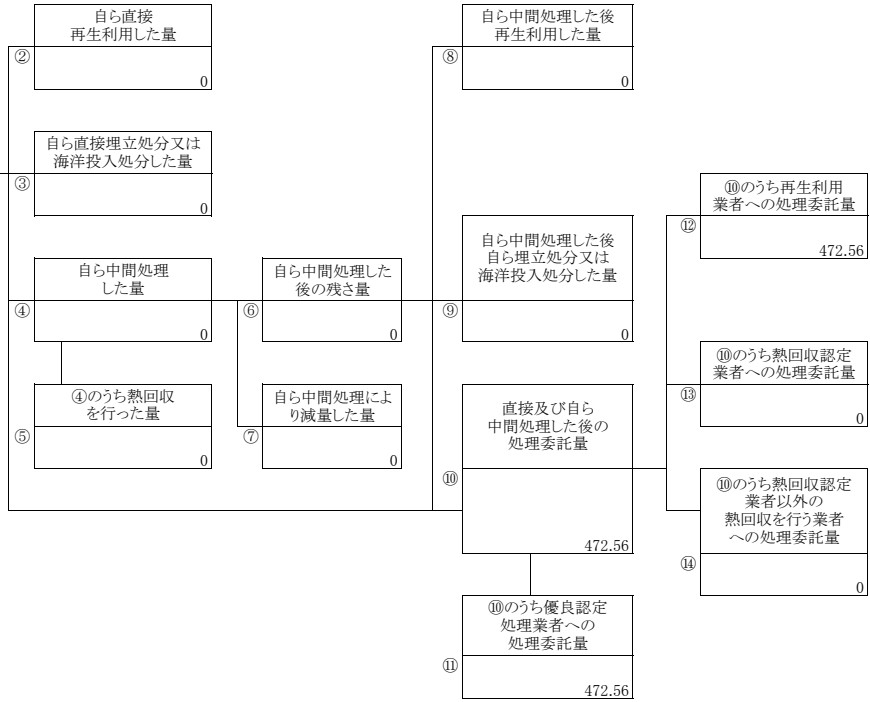 自ら直接
再生利用した量
②
0
自ら直接埋立処分又は
海洋投入処分した量
③
0
自ら中間処理
した量
④
0
④のうち熱回収
を行った量
⑤
0
自ら中間処理した
後の残さ量
⑥
0
自ら中間処理によ
り減量した量
⑦
0
自ら中間処理した後
再生利用した量
⑧
0
自ら中間処理した後
自ら埋立処分又は
海洋投入処分した量
⑨
0
直接及び自ら
中間処理した後の
処理委託量
⑩
472.56
⑩のうち優良認定
処理業者への
処理委託量
⑪
472.56
⑩のうち再生利用
業者への処理委託量
⑫
472.56
⑩のうち熱回収認定
業者への処理委託量
⑬
0
⑩のうち熱回収認定
業者以外の
熱回収を行う業者
への処理委託量
⑭
0